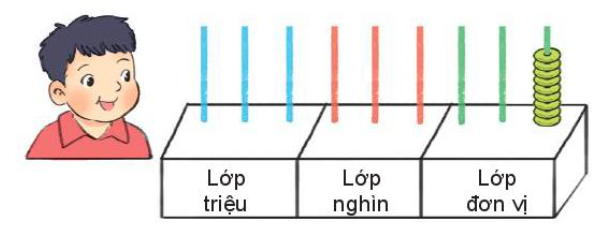 Lớp triệu
Lớp nghìn
Lớp đơn vị